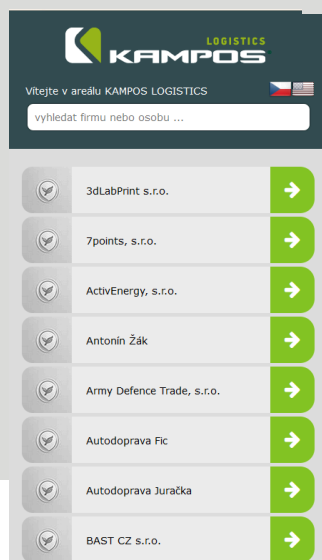 LOGISTICS
KAMPOS
Vítejte v areálu KAMPOS LOGISTICS
vyhledat firmu nebo osobu ...
3dLabPrint s.r.o.
7points, s.r.o.
ActivEnergy, s.r.o.
Antonín Žák
Army Defence Trade, s.r.o.
Autodoprava Fic
Autodoprava Juračka
BAST CZ s.r.o.